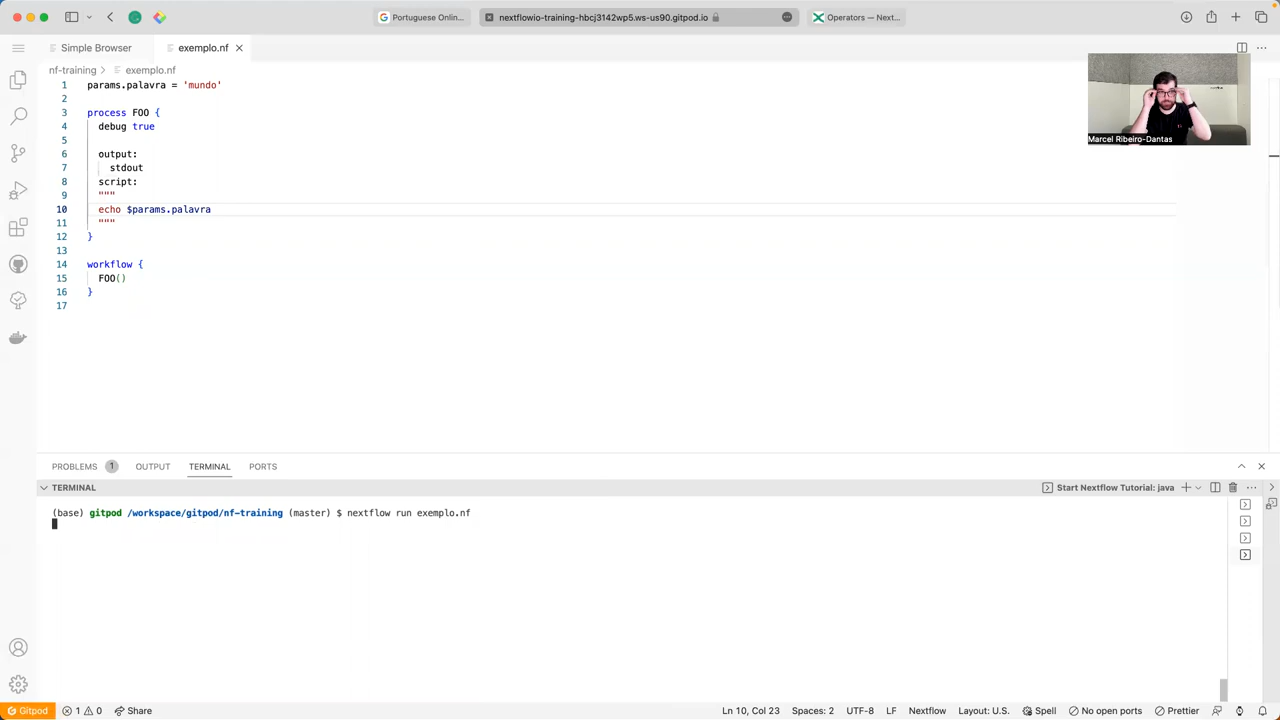 Portuguese Onlin...
nextflowio-training-hbcj3142wp5.ws-us90.gitpod.io
Operators — Next...
Simple Browser
exemplo.nf
nf-training
exemplo.nf
1 params.palavra = 'mundo'
2
3 process FOO {
4 debug true
5
6 output:
7 stdout
8 script:
9 """
10 echo $params.palavra
11 """
12 }
13
14 workflow {
15 FOO()
16 }
17
Marcel Ribeiro-Dantas
PROBLEMS 1 OUTPUT TERMINAL PORTS
TERMINAL
Start Nextflow Tutorial: java
(base) gitpod /workspace/gitpod/nf-training (master) $ nextflow run exemplo.nf
Gitpod 1 0 Share Ln 10, Col 23 Spaces: 2 UTF-8 LF Nextflow Layout: U.S. Spell No open ports Prettier